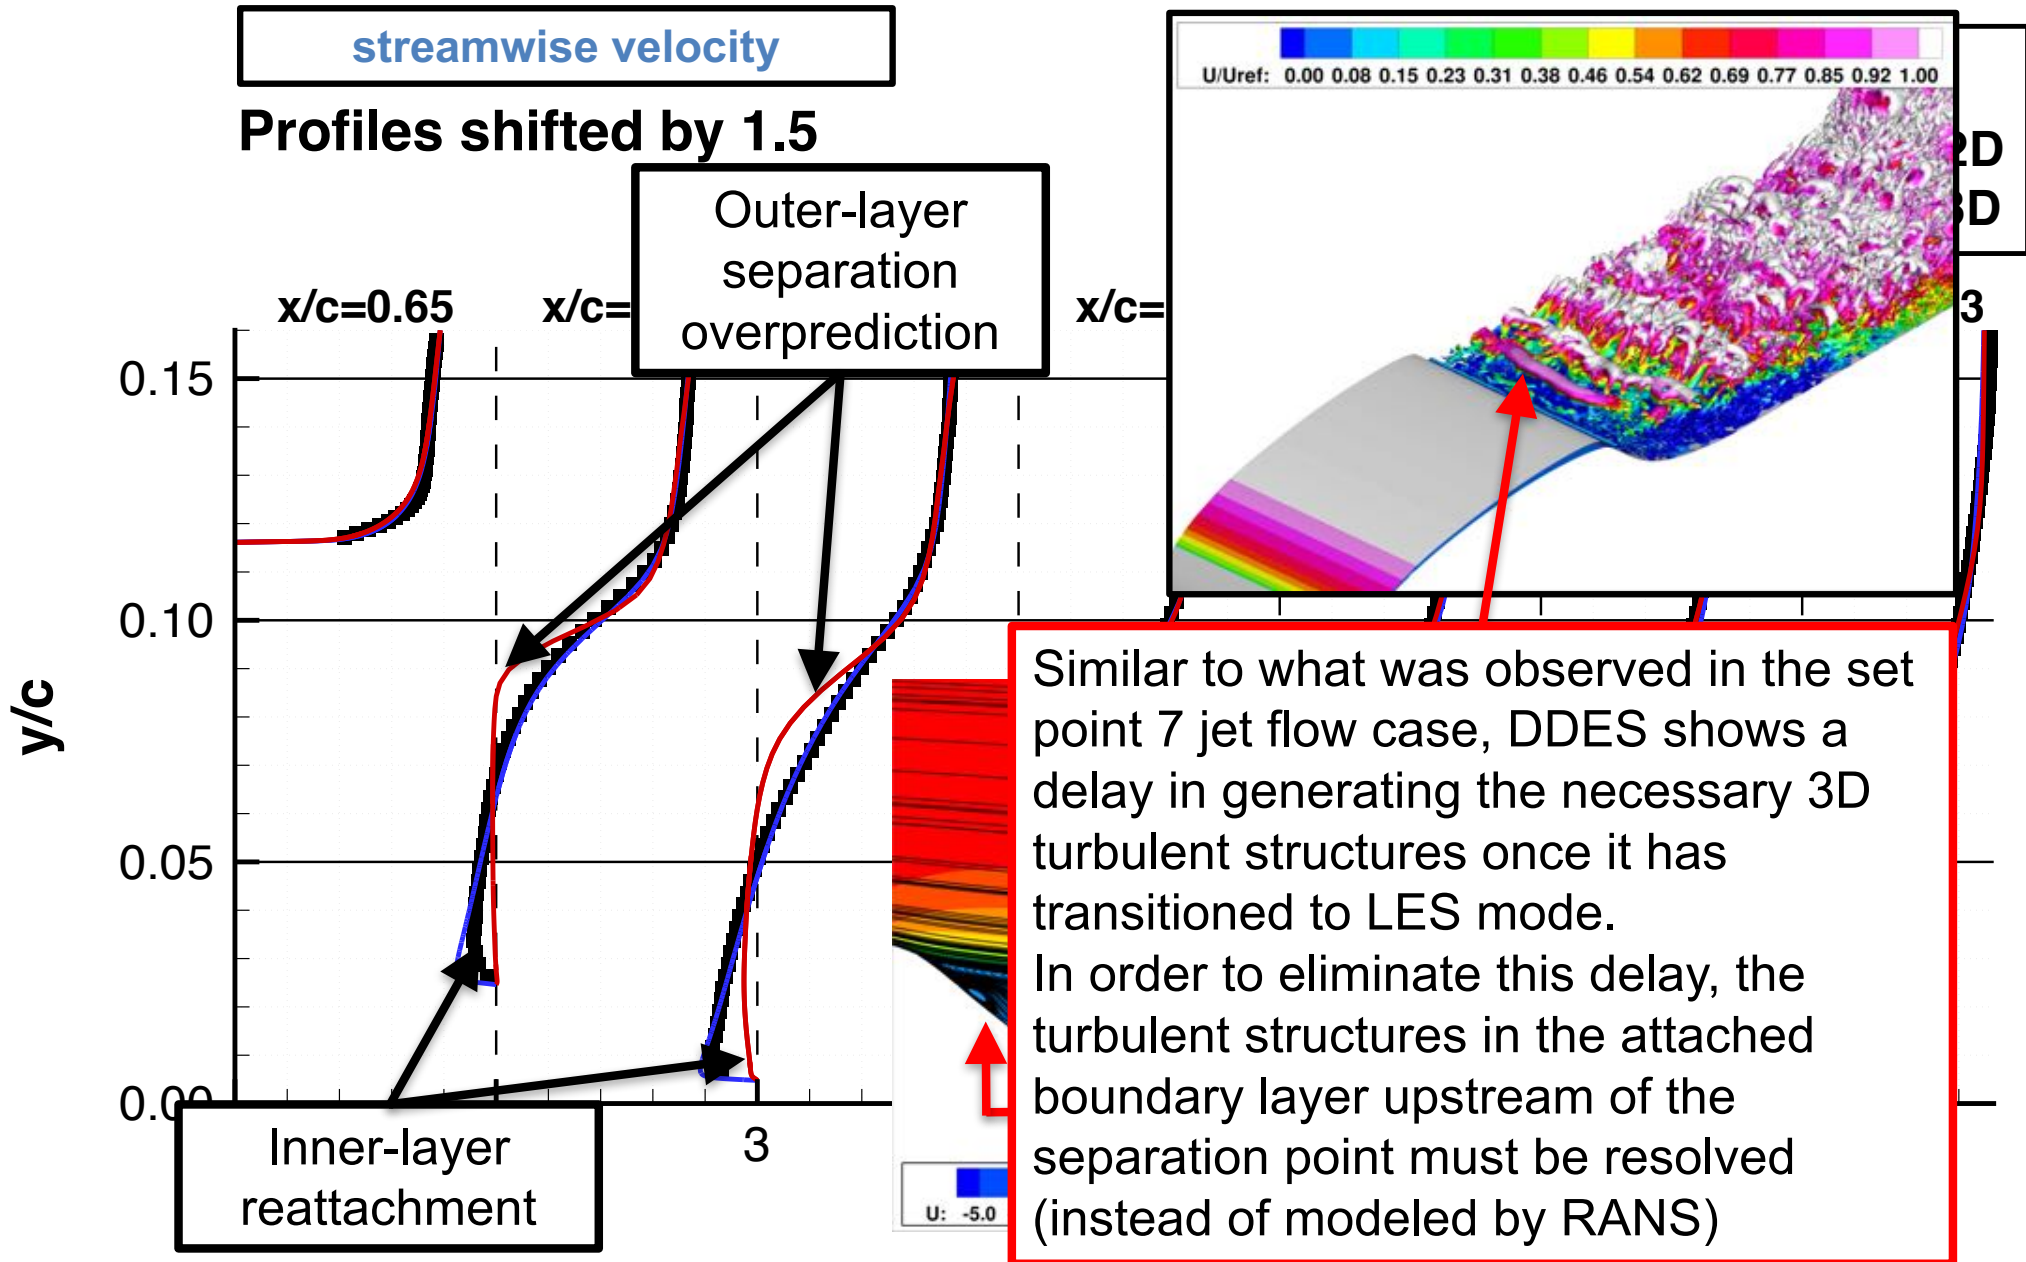 streamwise velocity
Profiles shifted by 1.5
U/Uref: 0.00 0.08 0.15 0.23 0.31 0.38 0.46 0.54 0.62 0.69 0.77 0.85 0.92 1.00
2D
3D
Outer-layer
separation
overprediction
x/c=0.65
x/c=
x/c=
3
0.15
0.10
0.05
0.00
y/c
3
Inner-layer
reattachment
U: -5.0
Similar to what was observed in the set
point 7 jet flow case, DDES shows a
delay in generating the necessary 3D
turbulent structures once it has
transitioned to LES mode.
In order to eliminate this delay, the
turbulent structures in the attached
boundary layer upstream of the
separation point must be resolved
(instead of modeled by RANS)